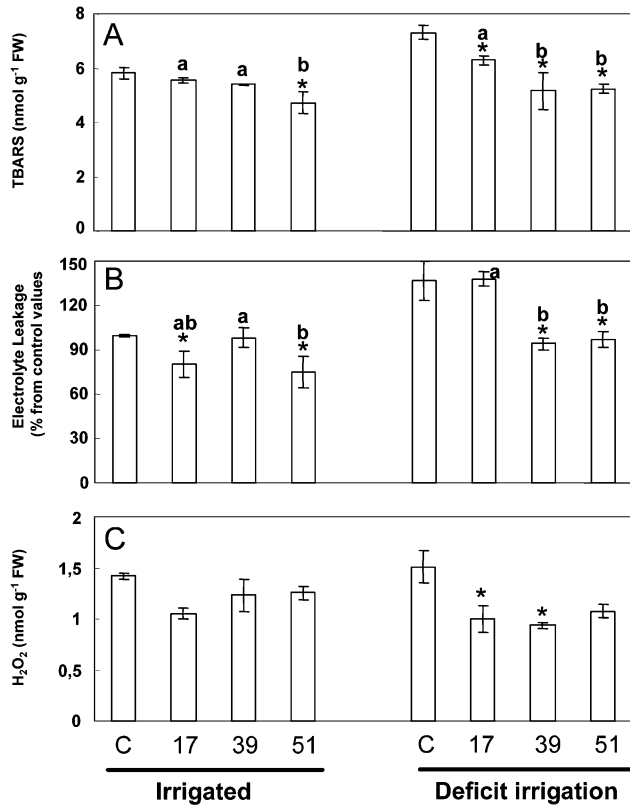 A
TBARS (nmol g⁻¹ FW)
8
6
4
2
0
a
a
b
*
a
*
b
*
b
*
B
Electrolyte Leakage
(% from control values
150
120
90
60
30
0
ab
*
a
b
*
a
b
*
b
*
C
H₂O₂ (nmol g⁻¹ FW)
2
1,5
1
0,5
0
*
*
C 17 39 51 C 17 39 51
Irrigated Deficit irrigation